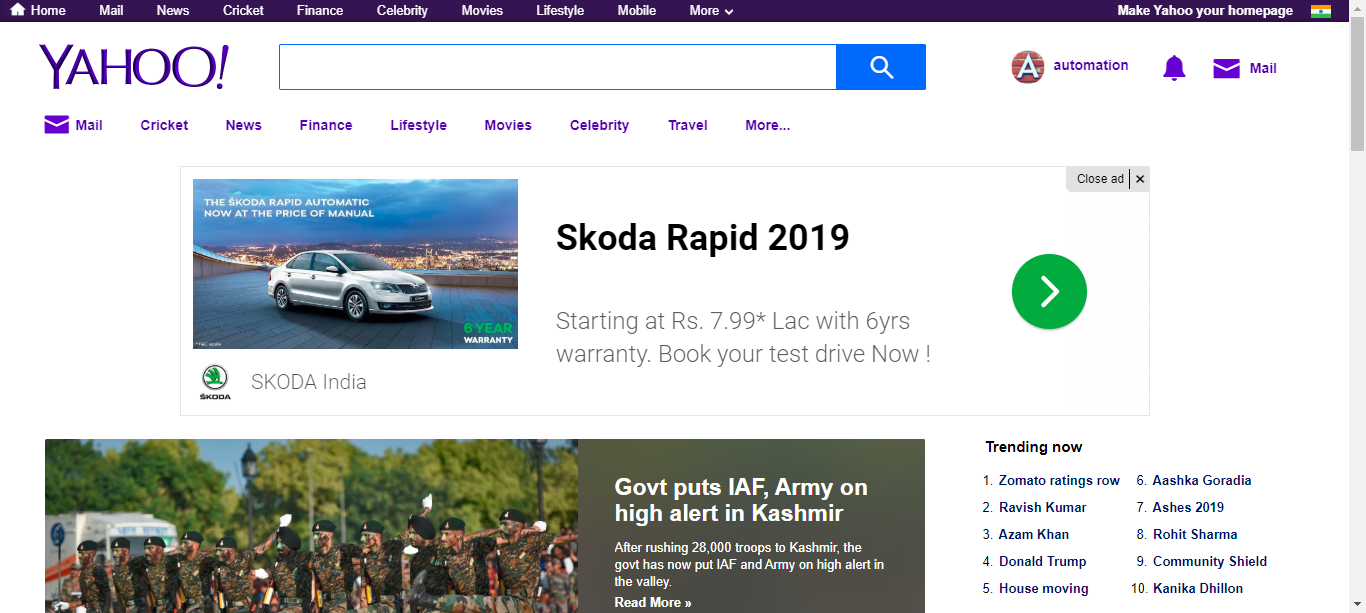 Home Mail News Cricket Finance Celebrity Movies Lifestyle Mobile More Make Yahoo your homepage
YAHOO!
A automation Mail
Mail Cricket News Finance Lifestyle Movies Celebrity Travel More...
Close ad ×
THE ŠKODA RAPID AUTOMATIC
NOW AT THE PRICE OF MANUAL
6 YEAR
WARRANTY
ŠKODA
SKODA India
Skoda Rapid 2019
Starting at Rs. 7.99* Lac with 6yrs
warranty. Book your test drive Now !
Govt puts IAF, Army on
high alert in Kashmir
After rushing 28,000 troops to Kashmir, the
govt has now put IAF and Army on high alert in
the valley.
Read More »
Trending now
1. Zomato ratings row
2. Ravish Kumar
3. Azam Khan
4. Donald Trump
5. House moving
6. Aashka Goradia
7. Ashes 2019
8. Rohit Sharma
9. Community Shield
10. Kanika Dhillon